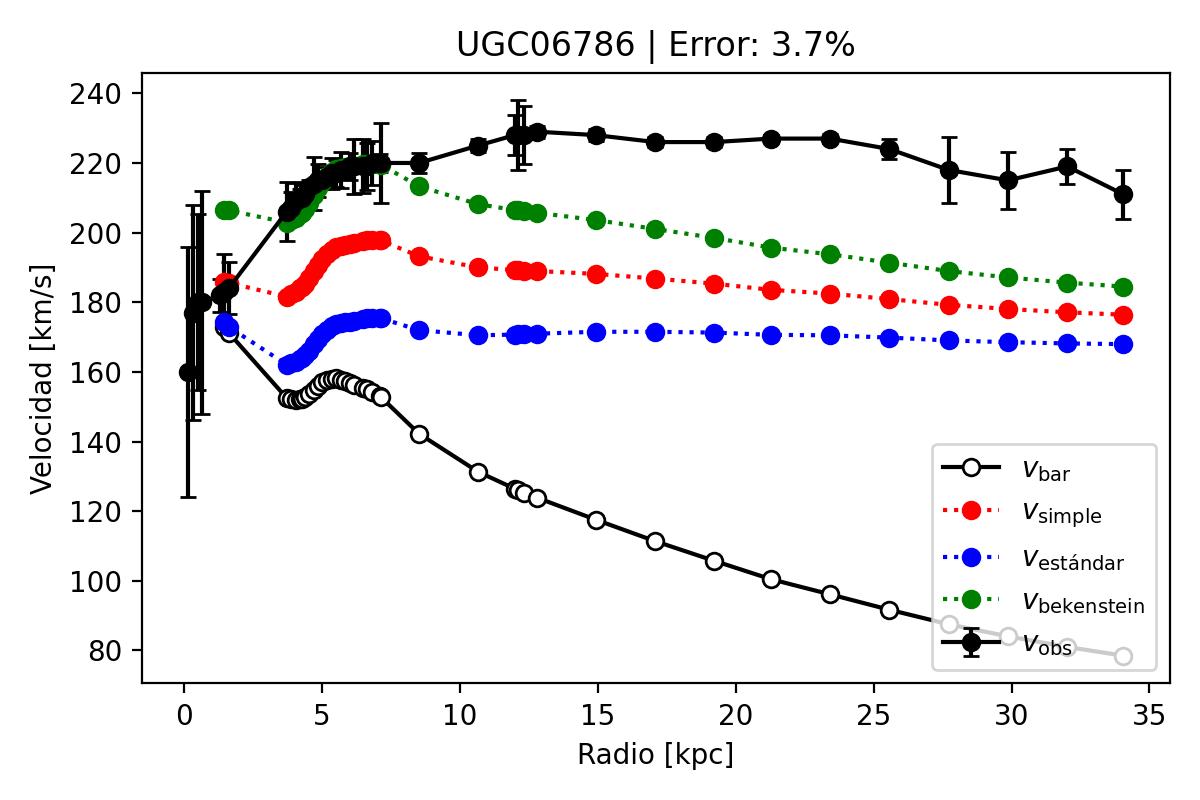 UGC06786 | Error: 3.7%
240
220
200
180
160
140
120
100
80
Velocidad [km/s]
v_bar
v_simple
v_estándar
v_bekenstein
v_obs
0 5 10 15 20 25 30 35
Radio [kpc]